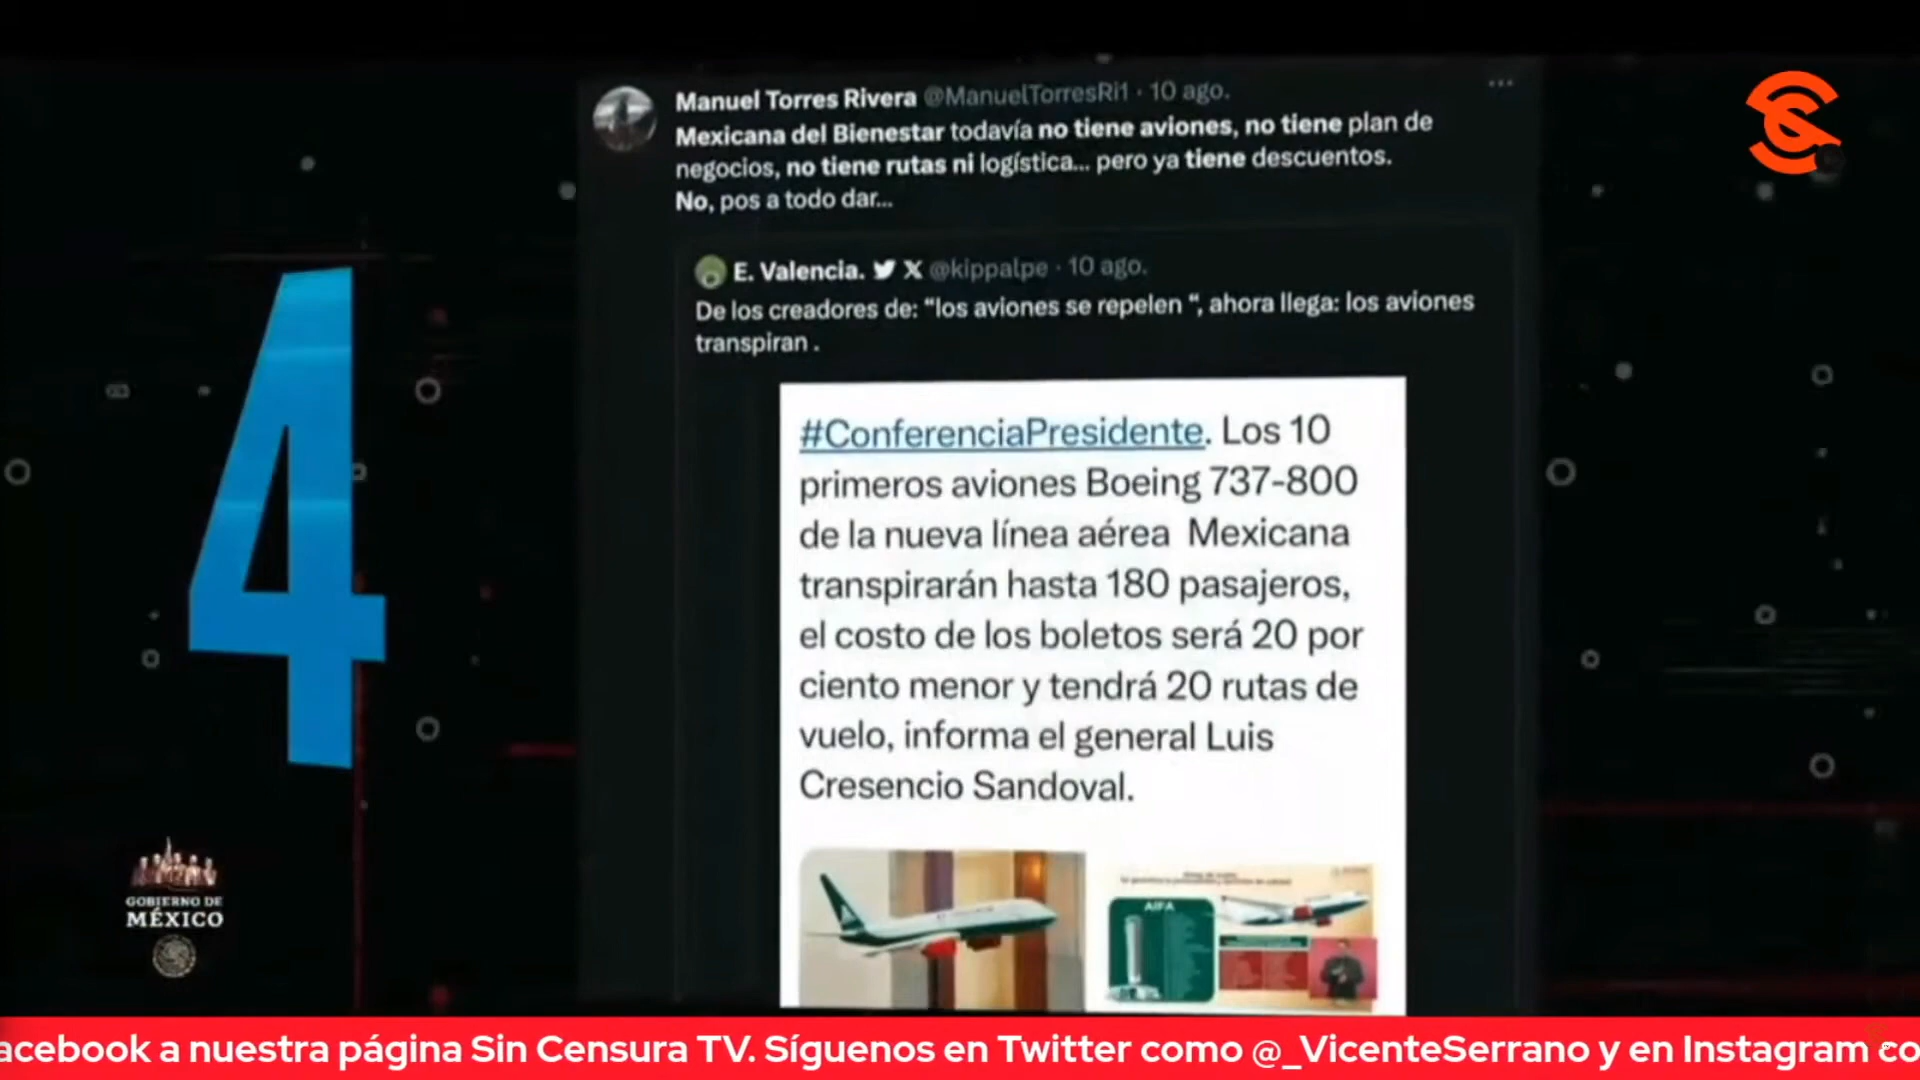 Manuel Torres Rivera @ManuelTorresRi1 · 10 ago.
Mexicana del Bienestar todavía no tiene aviones, no tiene plan de
negocios, no tiene rutas ni logística... pero ya tiene descuentos.
No, pos a todo dar...
E. Valencia. X @kippalpe · 10 ago.
De los creadores de: “los aviones se repelen “, ahora llega: los aviones
transpiran .
#ConferenciaPresidente. Los 10
primeros aviones Boeing 737-800
de la nueva línea aérea Mexicana
transpirarán hasta 180 pasajeros,
el costo de los boletos será 20 por
ciento menor y tendrá 20 rutas de
vuelo, informa el general Luis
Cresencio Sandoval.
AIFA
4
GOBIERNO DE
MÉXICO
acebook a nuestra página Sin Censura TV. Síguenos en Twitter como @_VicenteSerrano y en Instagram co